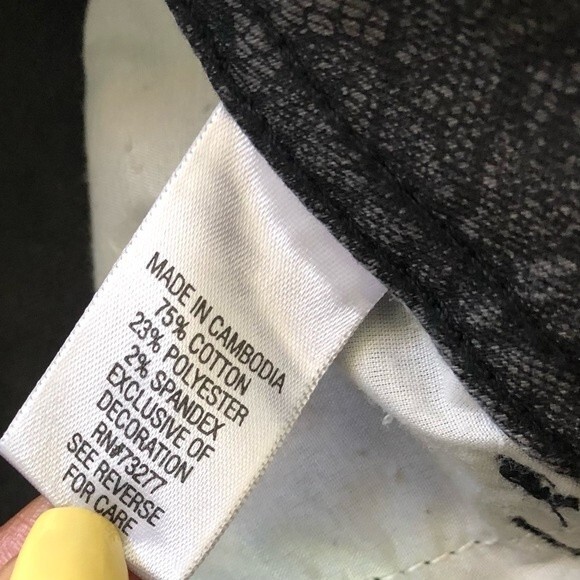 MADE IN CAMBODIA
75% COTTON
23% POLYESTER
2% SPANDEX
EXCLUSIVE OF
DECORATION
RN#73277
SEE REVERSE
FOR CARE